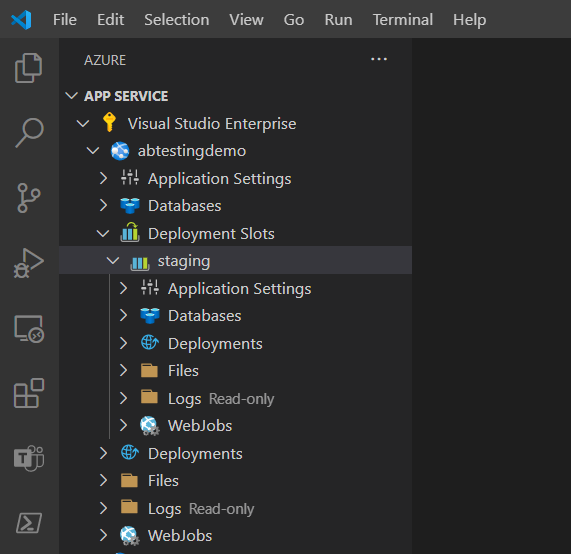 File Edit Selection View Go Run Terminal Help
AZURE
APP SERVICE
Visual Studio Enterprise
abtestingdemo
Application Settings
Databases
Deployment Slots
staging
Application Settings
Databases
Deployments
Files
Logs Read-only
WebJobs
Deployments
Files
Logs Read-only
WebJobs